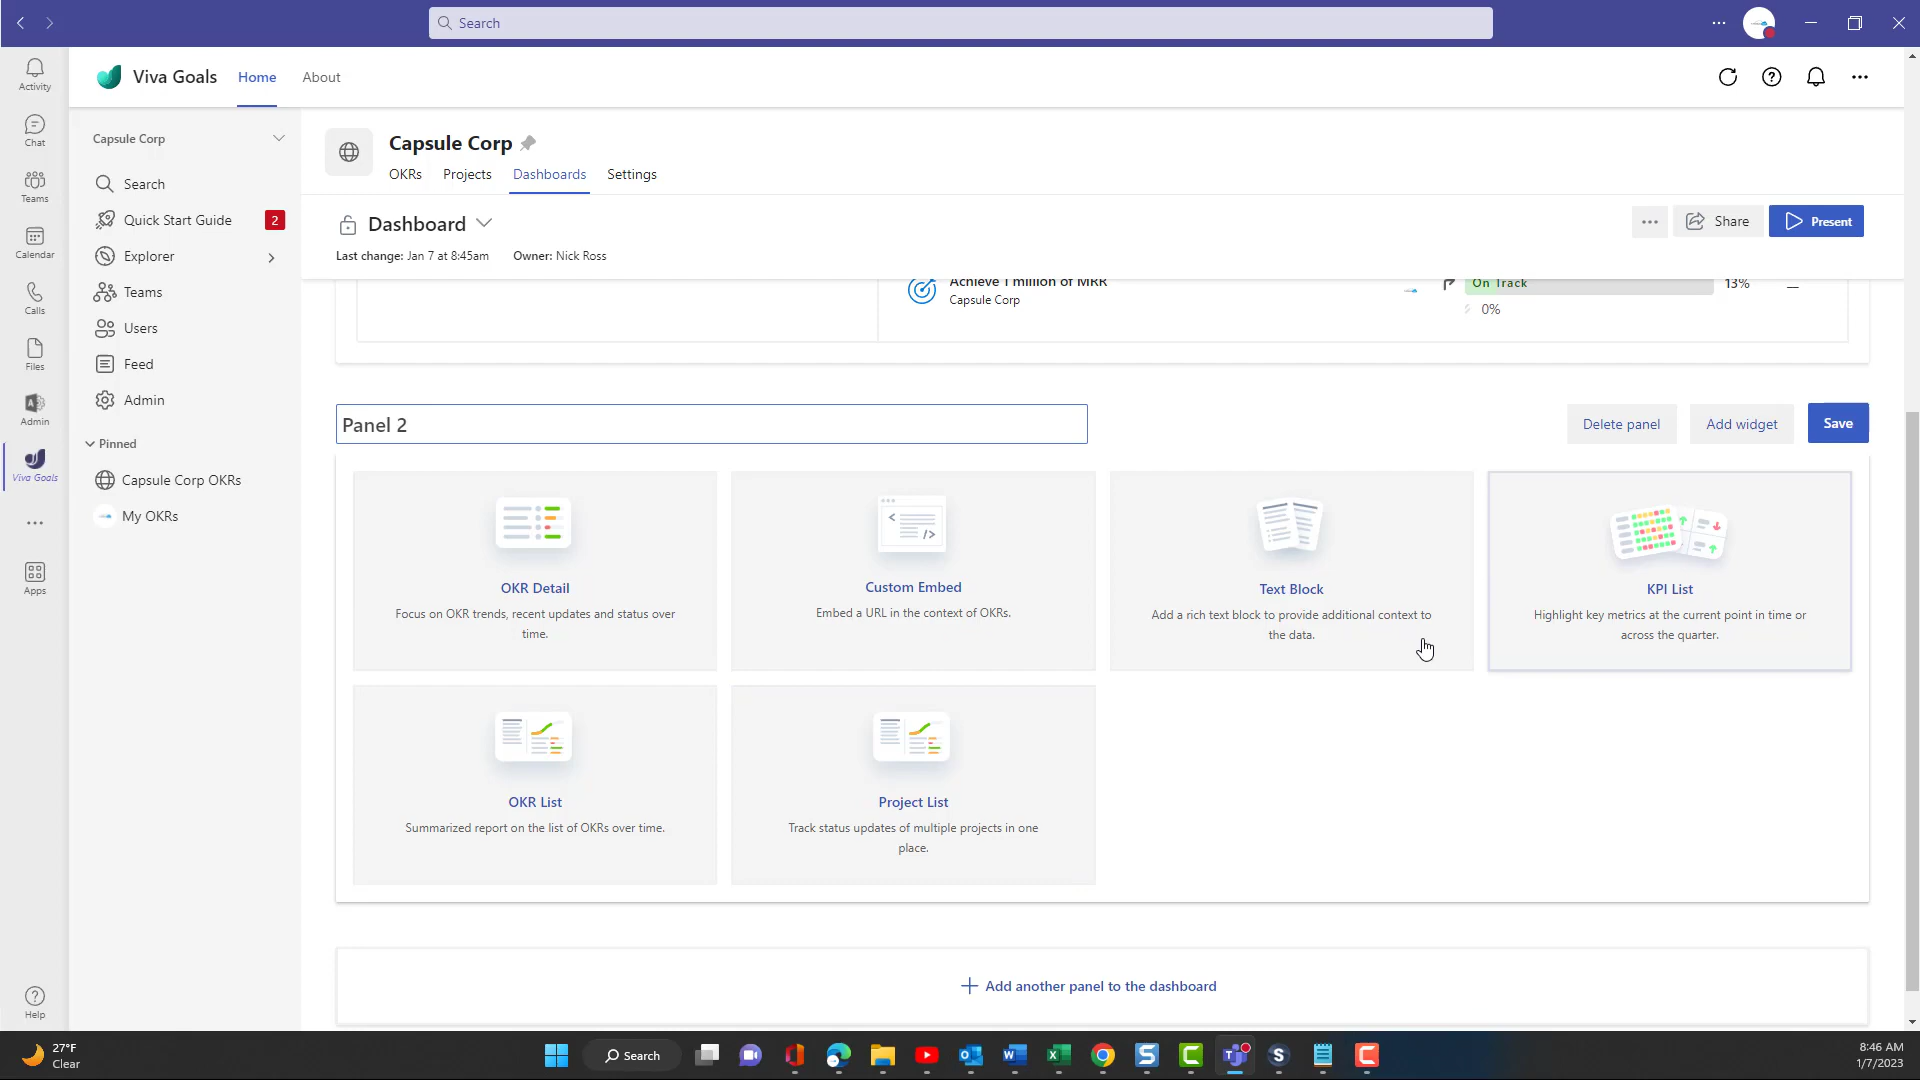 Search
Activity
Chat
Teams
Calendar
Calls
Files
Admin
Viva Goals
Apps
Help
Viva Goals
Home
About
Capsule Corp
Search
Quick Start Guide
2
Explorer
Teams
Users
Feed
Admin
Pinned
Capsule Corp OKRs
My OKRs
Capsule Corp
OKRs
Projects
Dashboards
Settings
Dashboard
Share
Present
Last change: Jan 7 at 8:45am
Owner: Nick Ross
Achieve 1 million of MRR
Capsule Corp
On Track
13%
0%
Panel 2
Delete panel
Add widget
Save
OKR Detail
Focus on OKR trends, recent updates and status over
time.
Custom Embed
Embed a URL in the context of OKRs.
Text Block
Add a rich text block to provide additional context to
the data.
KPI List
Highlight key metrics at the current point in time or
across the quarter.
OKR List
Summarized report on the list of OKRs over time.
Project List
Track status updates of multiple projects in one
place.
Add another panel to the dashboard
27°F
Clear
Search
8:46 AM
1/7/2023